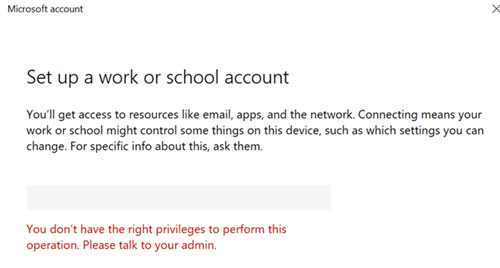 Microsoft account
Set up a work or school account
You'll get access to resources like email, apps, and the network. Connecting means your
work or school might control some things on this device, such as which settings you can
change. For specific info about this, ask them.
You don't have the right privileges to perform this
operation. Please talk to your admin.